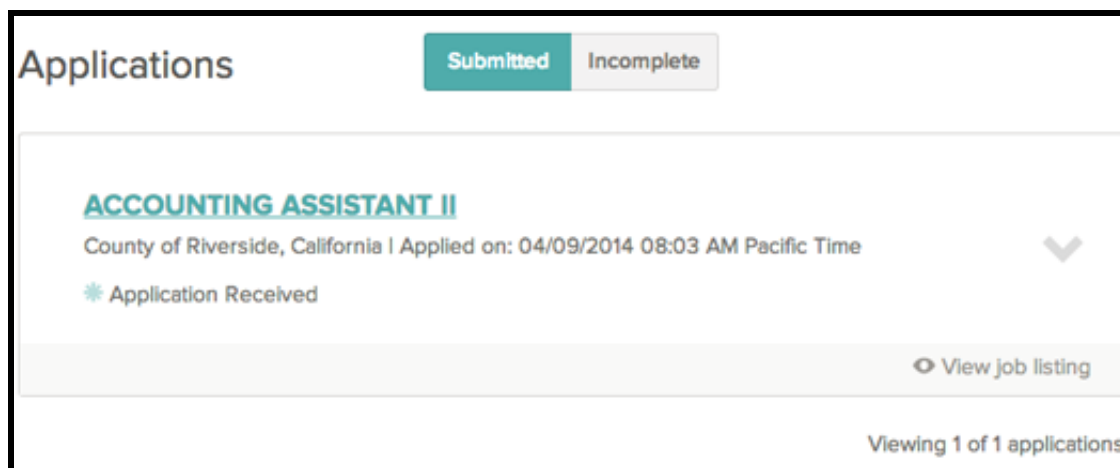 Applications
Submitted
Incomplete
ACCOUNTING ASSISTANT II
County of Riverside, California | Applied on: 04/09/2014 08:03 AM Pacific Time
Application Received
View job listing
Viewing 1 of 1 applications